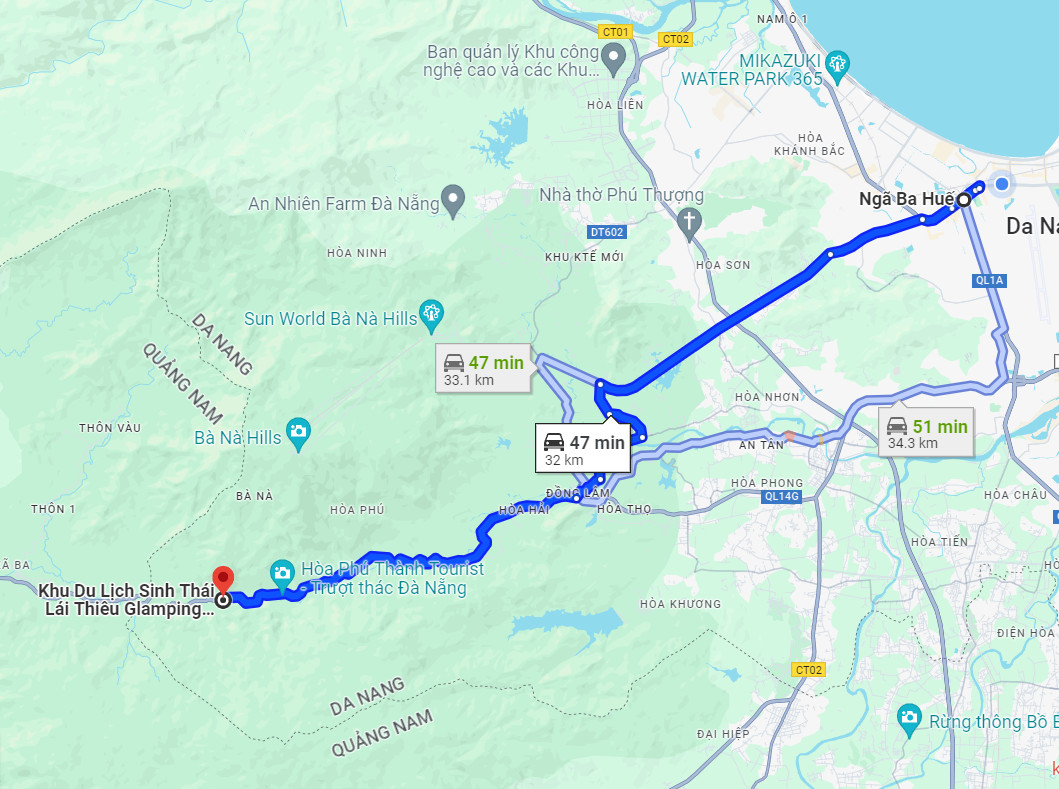 NAM Ô 1
CT01
CT02
Ban quản lý Khu công
nghệ cao và các Khu...
MIKAZUKI
WATER PARK 365
HÒA LIÊN
HÒA
KHÁNH BẮC
An Nhiên Farm Đà Nẵng
Nhà thờ Phú Thượng
Ngã Ba Huế
Da Na
DT602
HÒA NINH
KHU KTẾ MỚI
HÒA SƠN
QL1A
Sun World Bà Nà Hills
DA NANG
QUẢNG NAM
47 min
33.1 km
HÒA NHƠN
THÔN VÀU
Bà Nà Hills
47 min
32 km
51 min
34.3 km
AN TÂN
BÀ NÀ
HÒA PHÚ
ĐỒNG LÂM
HÒA HẢI
HÒA THỌ
HÒA PHONG
QL14G
HÒA CHÂU
THÔN 1
HÒA TIẾN
Hòa Phú Thành Tourist
- Trượt thác Đà Nẵng
XÃ BA
Khu Du Lịch Sinh Thái
Lái Thiêu Glamping...
HÒA KHƯƠNG
ĐIỆN HÒA
CT02
DA NANG
QUẢNG NAM
ĐẠI HIỆP
Rừng thông Bồ B